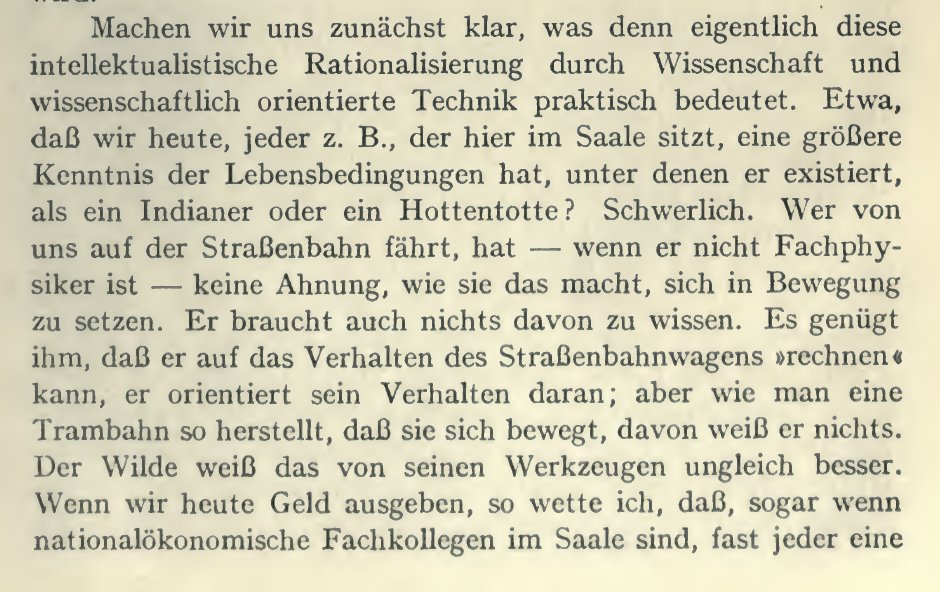 Machen wir uns zunächst klar, was denn eigentlich diese
intellektualistische Rationalisierung durch Wissenschaft und
wissenschaftlich orientierte Technik praktisch bedeutet. Etwa,
daß wir heute, jeder z. B., der hier im Saale sitzt, eine größere
Kenntnis der Lebensbedingungen hat, unter denen er existiert,
als ein Indianer oder ein Hottentotte? Schwerlich. Wer von
uns auf der Straßenbahn fährt, hat — wenn er nicht Fachphy-
siker ist — keine Ahnung, wie sie das macht, sich in Bewegung
zu setzen. Er braucht auch nichts davon zu wissen. Es genügt
ihm, daß er auf das Verhalten des Straßenbahnwagens »rechnen«
kann, er orientiert sein Verhalten daran; aber wie man eine
Trambahn so herstellt, daß sie sich bewegt, davon weiß er nichts.
Der Wilde weiß das von seinen Werkzeugen ungleich besser.
Wenn wir heute Geld ausgeben, so wette ich, daß, sogar wenn
nationalökonomische Fachkollegen im Saale sind, fast jeder eine